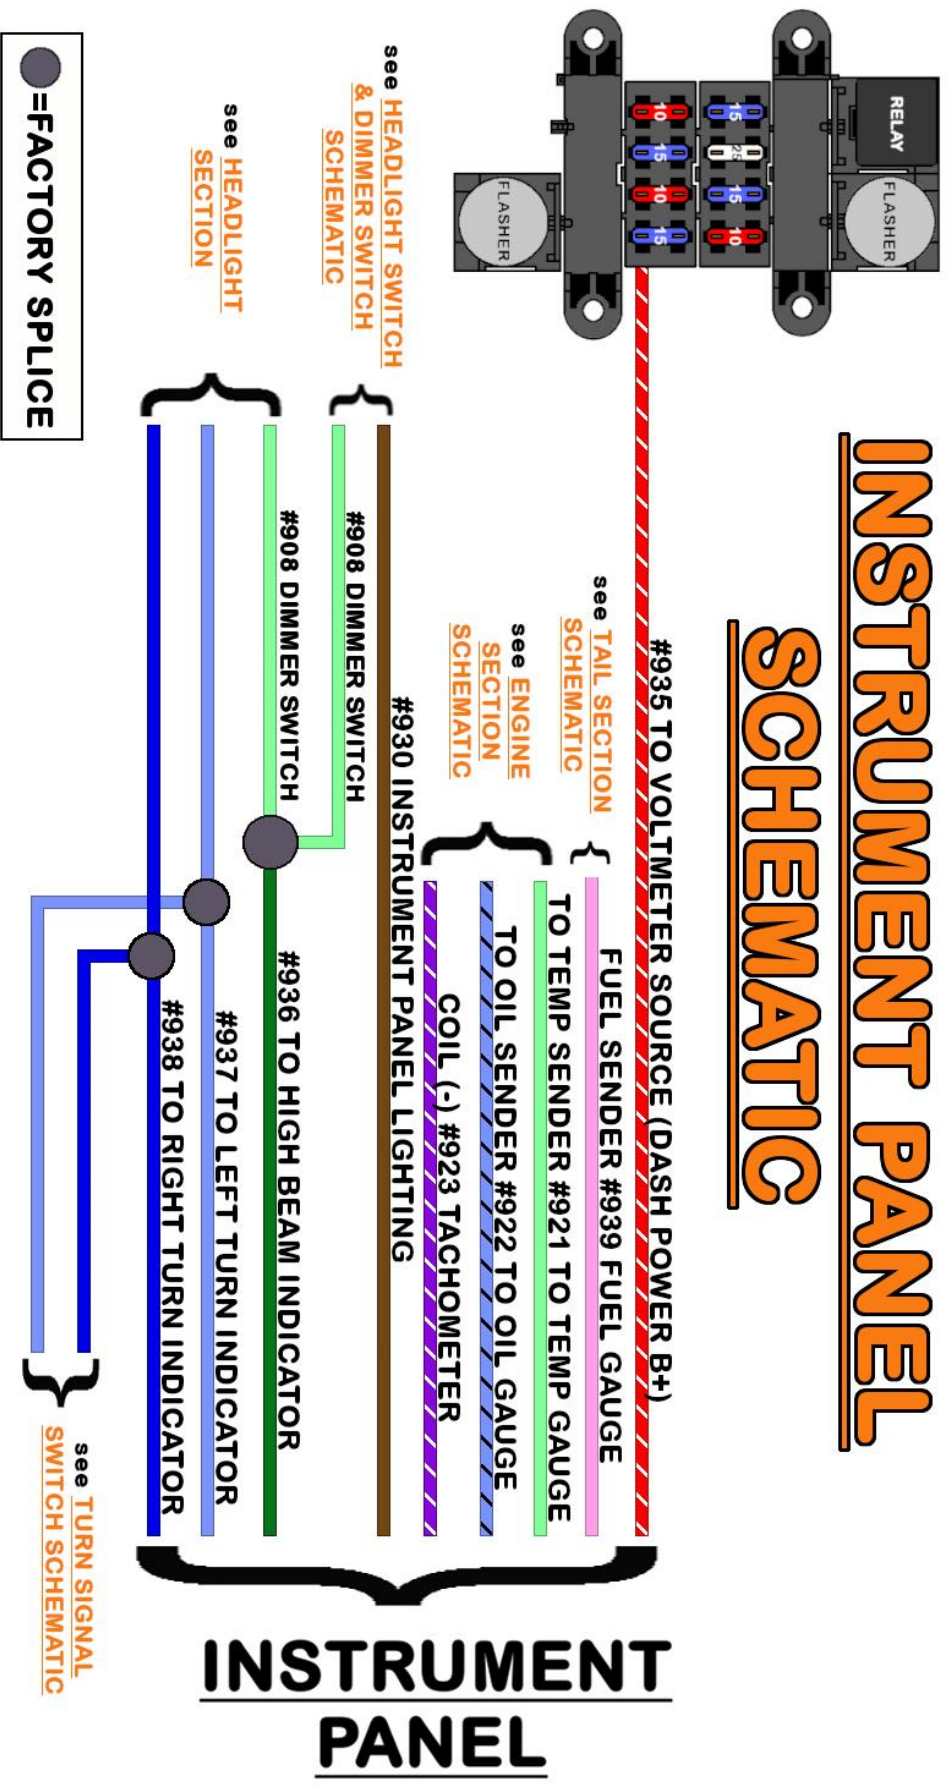 INSTRUMENT PANEL
SCHEMATIC
RELAY
FLASHER
15
25
15
10
10
15
10
15
FLASHER
#935 TO VOLTMETER SOURCE (DASH POWER B+)
see TAIL SECTION
SCHEMATIC
FUEL SENDER #939 FUEL GAUGE
see ENGINE
SECTION
SCHEMATIC
TO TEMP SENDER #921 TO TEMP GAUGE
TO OIL SENDER #922 TO OIL GAUGE
COIL (-) #923 TACHOMETER
see HEADLIGHT SWITCH
& DIMMER SWITCH
SCHEMATIC
#930 INSTRUMENT PANEL LIGHTING
#908 DIMMER SWITCH
see HEADLIGHT
SECTION
#908 DIMMER SWITCH
#936 TO HIGH BEAM INDICATOR
#937 TO LEFT TURN INDICATOR
#938 TO RIGHT TURN INDICATOR
INSTRUMENT
PANEL
see TURN SIGNAL
SWITCH SCHEMATIC
=FACTORY SPLICE